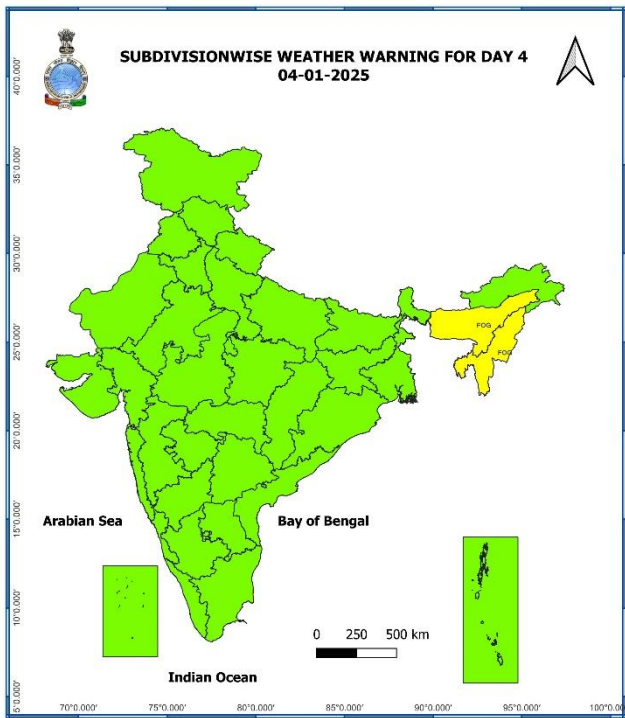 SUBDIVISIONWISE WEATHER WARNING FOR DAY 4
04-01-2025
40°0.000'
35°0.000'
30°0.000'
25°0.000'
20°0.000'
15°0.000'
10°0.000'
5°0.000'
FOG
FOG
Arabian Sea
Bay of Bengal
0 250 500 km
Indian Ocean
70°0.000' 75°0.000' 80°0.000' 85°0.000' 90°0.000' 95°0.000' 100°0.00